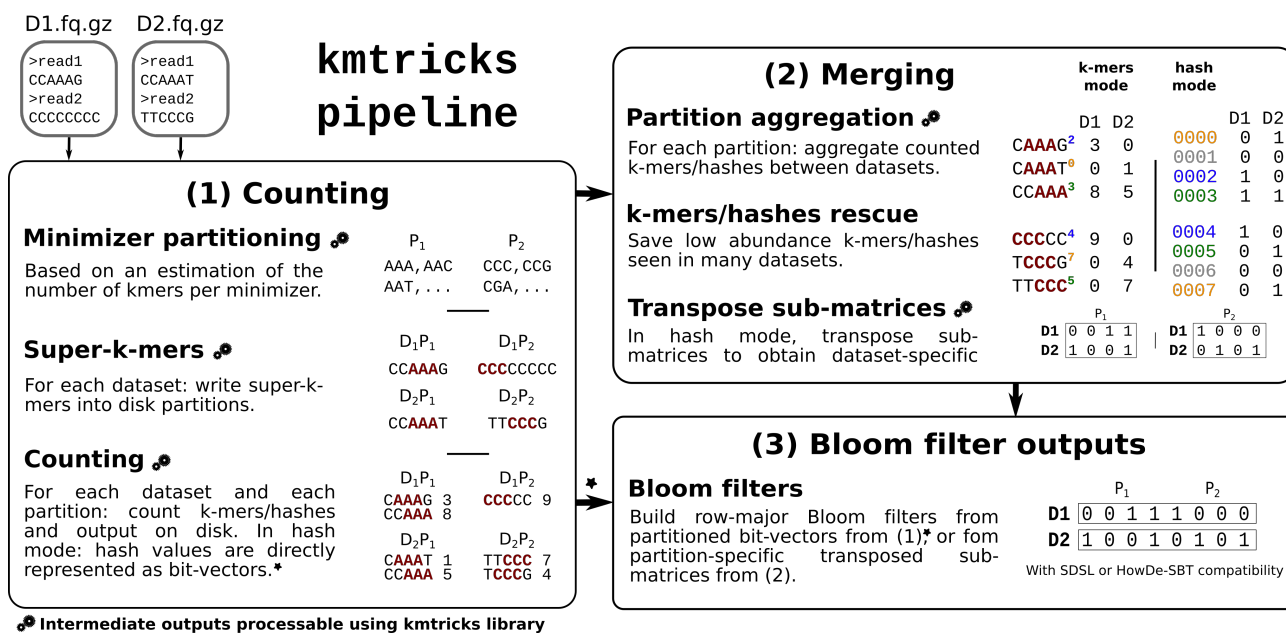 D1.fq.gz D2.fq.gz
>read1
CCAAAG
>read2
CCCCCCCC
>read1
CCAAAT
>read2
TTCCCG
kmtricks
pipeline
(1) Counting
Minimizer partitioning
Based on an estimation of the
number of kmers per minimizer.
P1 P2
AAA,AAC CCC,CCG
AAT,... CGA,...
Super-k-mers
For each dataset: write super-k-
mers into disk partitions.
D1P1 D1P2
CCAAAG CCCCCCCC
D2P1 D2P2
CCAAAT TTCCCG
Counting
For each dataset and each
partition: count k-mers/hashes
and output on disk. In hash
mode: hash values are directly
represented as bit-vectors.★
D1P1 D1P2
CAAAG 3 CCCCC 9
CCAAA 8
D2P1 D2P2
CAAAT 1 TTCCC 7
CCAAA 5 TCCCG 4
Intermediate outputs processable using kmtricks library
(2) Merging
Partition aggregation
For each partition: aggregate counted
k-mers/hashes between datasets.
k-mers/hashes rescue
Save low abundance k-mers/hashes
seen in many datasets.
Transpose sub-matrices
In hash mode, transpose sub-
matrices to obtain dataset-specific
k-mers
mode
D1 D2
CAAAG2 3 0
CAAAT0 0 1
CCAAA3 8 5
CCCCC4 9 0
TCCCG7 0 4
TTCCC5 0 7
hash
mode
D1 D2
0000 0 1
0001 0 0
0002 1 0
0003 1 1
0004 1 0
0005 0 1
0006 0 0
0007 0 1
P1 P2
D1 0 0 1 1 D1 1 0 0 0
D2 1 0 0 1 D2 0 1 0 1
★
(3) Bloom filter outputs
Bloom filters
Build row-major Bloom filters from
partitioned bit-vectors from (1)★, or fom
partition-specific transposed sub-
matrices from (2).
P1 P2
D1 0 0 1 1 1 0 0 0
D2 1 0 0 1 0 1 0 1
With SDSL or HowDe-SBT compatibility